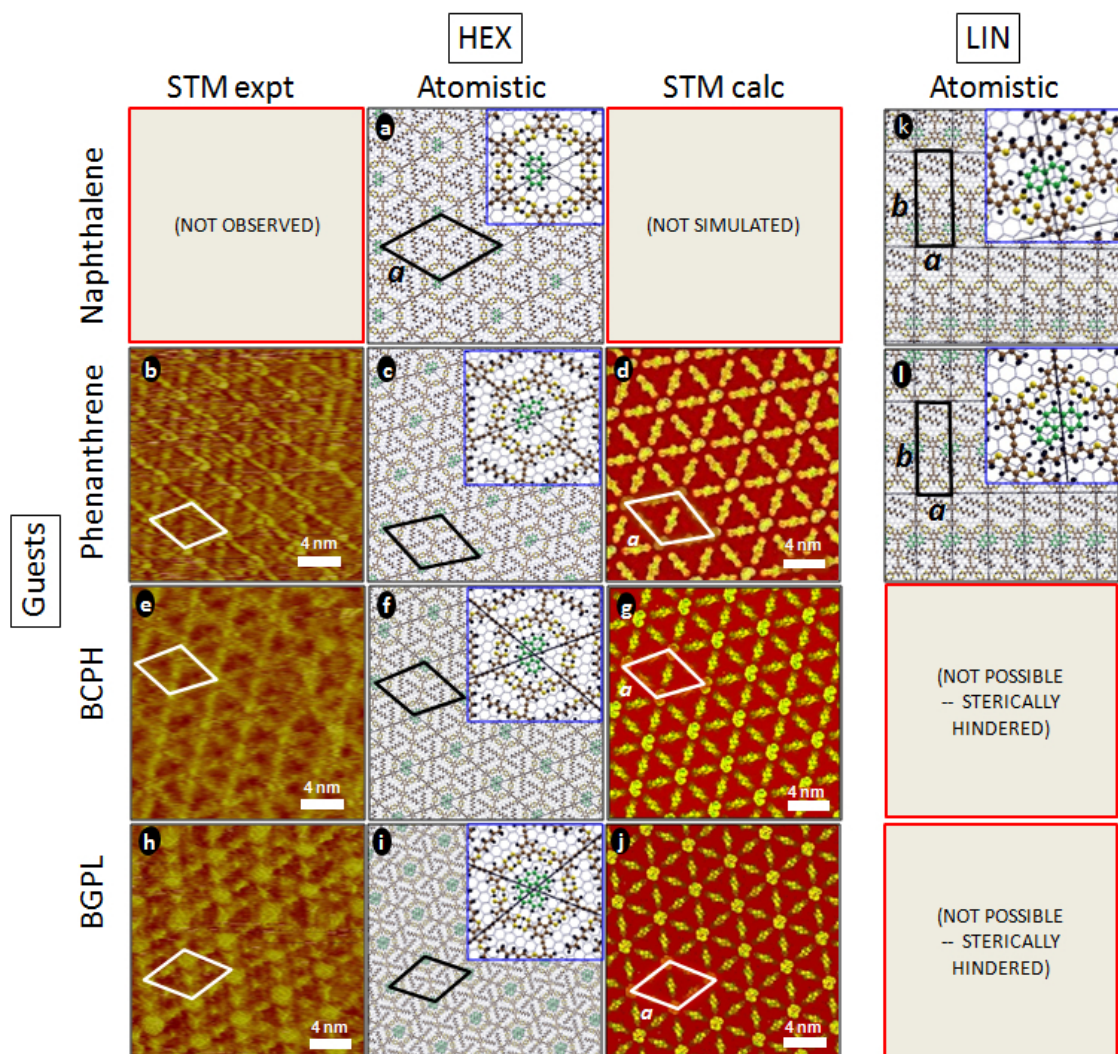 HEX
LIN
STM expt
Atomistic
STM calc
Atomistic
Guests
Naphthalene
(NOT OBSERVED)
a
a
(NOT SIMULATED)
k
b
a
Phenanthrene
b
4 nm
c
d
a
4 nm
l
b
a
BCPH
e
4 nm
f
g
a
4 nm
(NOT POSSIBLE
-- STERICALLY
HINDERED)
BGPL
h
4 nm
i
j
a
4 nm
(NOT POSSIBLE
-- STERICALLY
HINDERED)